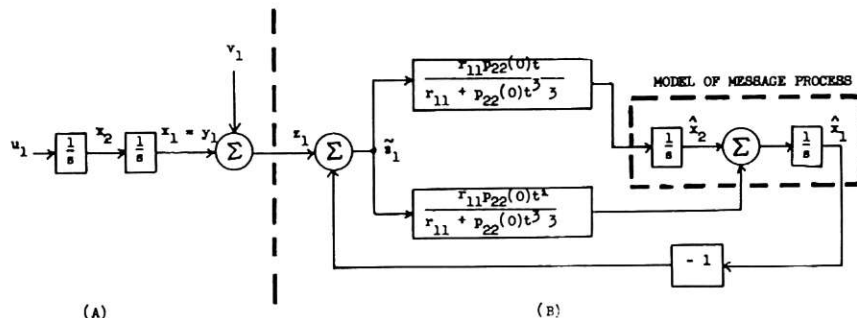 v₁
u₁ 1/s x₂ 1/s x₁ = y₁ Σ z₁ Σ z̃₁
r₁₁p₂₂(0)t
r₁₁ + p₂₂(0)t³ 3
MODEL OF MESSAGE PROCESS
1/s x̂₂ Σ 1/s x̂₁
r₁₁p₂₂(0)t
r₁₁ + p₂₂(0)t³ 3
- 1
(A) (B)